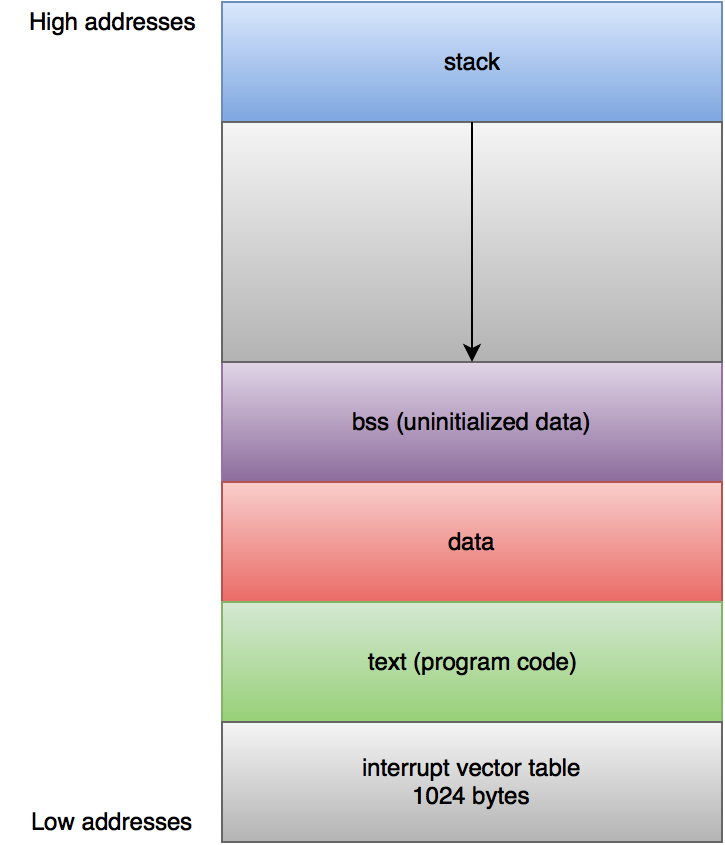 High addresses
stack
bss (uninitialized data)
data
text (program code)
interrupt vector table
1024 bytes
Low addresses